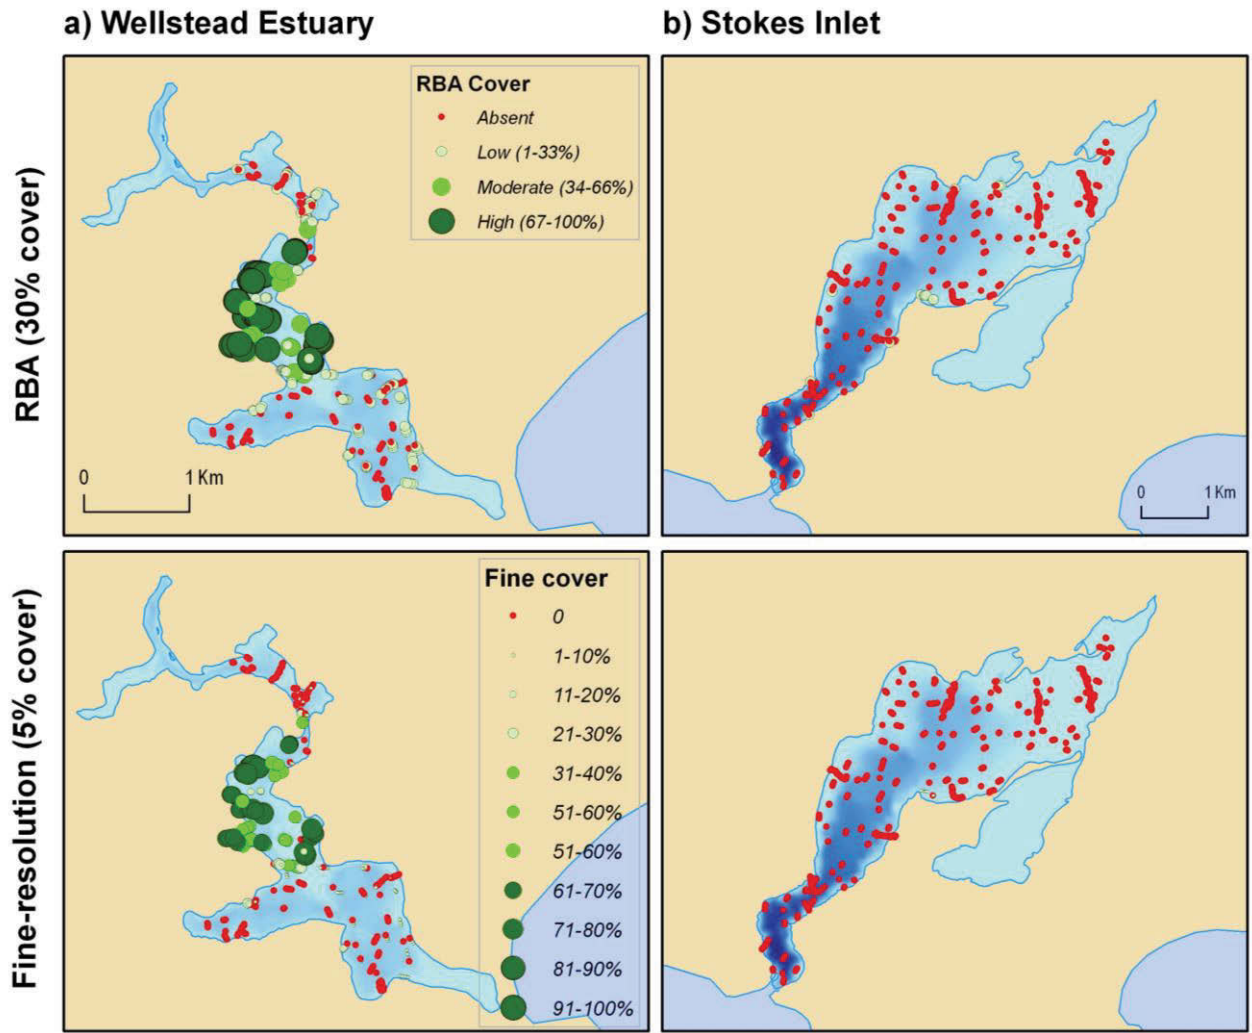 a) Wellstead Estuary
b) Stokes Inlet
RBA (30% cover)
RBA Cover
Absent
Low (1-33%)
Moderate (34-66%)
High (67-100%)
0 1 Km
0 1 Km
Fine-resolution (5% cover)
Fine cover
0
1-10%
11-20%
21-30%
31-40%
51-60%
51-60%
61-70%
71-80%
81-90%
91-100%